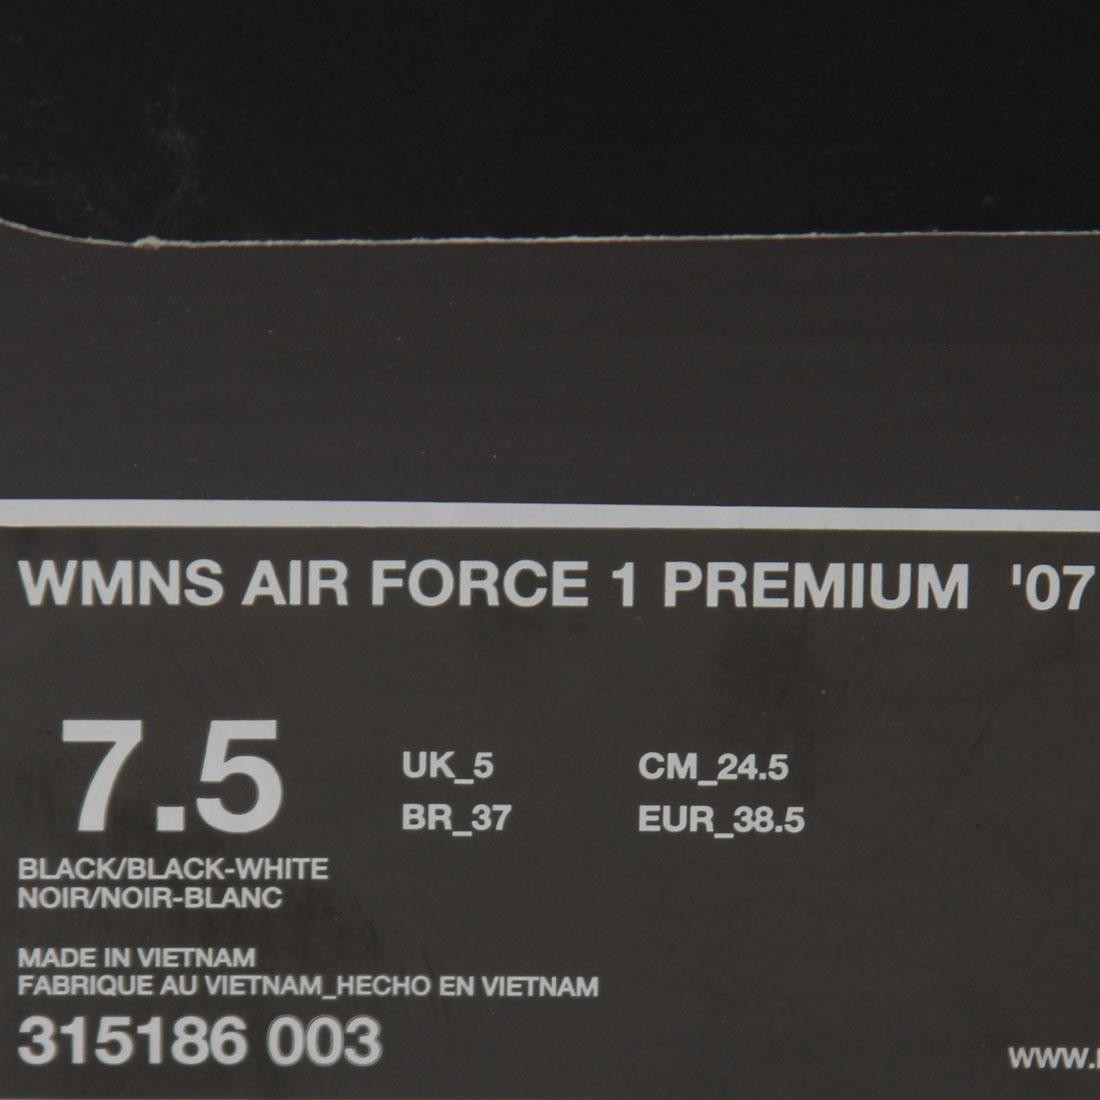 WMNS AIR FORCE 1 PREMIUM '07
7.5
UK_5 CM_24.5
BR_37 EUR_38.5
BLACK/BLACK-WHITE
NOIR/NOIR-BLANC
MADE IN VIETNAM
FABRIQUE AU VIETNAM_HECHO EN VIETNAM
315186 003
www.